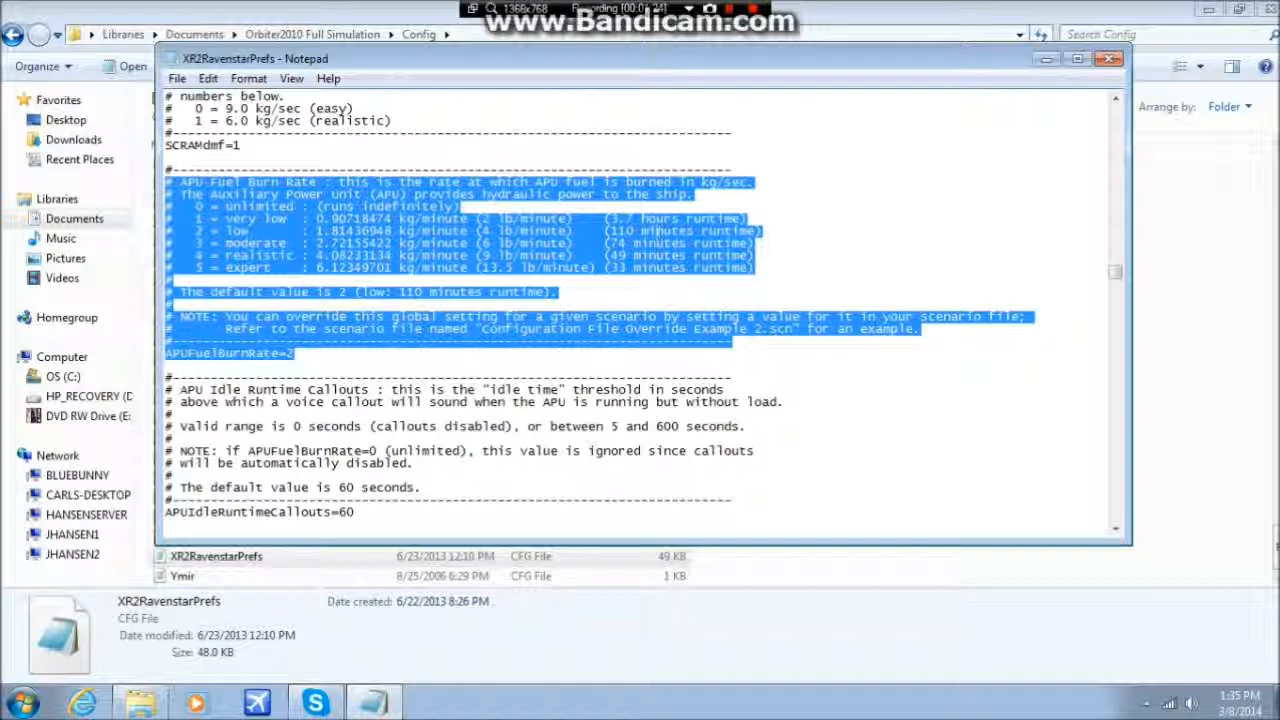 1366x768 Recording [00:01:24]
www.Bandicam.com
Libraries Documents Orbiter2010 Full Simulation Config Search Config
XR2RavenstarPrefs - Notepad
Organize Open Arrange by: Folder
File Edit Format View Help
Favorites
Desktop
Downloads
Recent Places
Libraries
Documents
Music
Pictures
Videos
Homegroup
Computer
OS (C:)
HP_RECOVERY (D
DVD RW Drive (E:
Network
BLUEBUNNY
CARLS-DESKTOP
HANSENSERVER
JHANSEN1
JHANSEN2
# numbers below.
# 0 = 9.0 kg/sec (easy)
# 1 = 6.0 kg/sec (realistic)
#---------------------------------------------------------------------------
SCRAMdmf=1
#---------------------------------------------------------------------------
# APU Fuel Burn Rate : this is the rate at which APU fuel is burned in kg/sec.
# The Auxiliary Power Unit (APU) provides hydraulic power to the ship.
# 0 = unlimited : (runs indefinitely)
# 1 = very low : 0.90718474 kg/minute (2 lb/minute) (3.7 hours runtime)
# 2 = low : 1.81436948 kg/minute (4 lb/minute) (110 minutes runtime)
# 3 = moderate : 2.72155422 kg/minute (6 lb/minute) (74 minutes runtime)
# 4 = realistic : 4.08233134 kg/minute (9 lb/minute) (49 minutes runtime)
# 5 = expert : 6.12349701 kg/minute (13.5 lb/minute) (33 minutes runtime)
#
# The default value is 2 (low: 110 minutes runtime).
#
# NOTE: You can override this global setting for a given scenario by setting a value for it in your scenario file;
# Refer to the scenario file named "Configuration File Override Example 2.scn" for an example.
#---------------------------------------------------------------------------
APUFuelBurnRate=2
#---------------------------------------------------------------------------
# APU Idle Runtime Callouts : this is the "idle time" threshold in seconds
# above which a voice callout will sound when the APU is running but without load.
#
# Valid range is 0 seconds (callouts disabled), or between 5 and 600 seconds.
#
# NOTE: if APUFuelBurnRate=0 (unlimited), this value is ignored since callouts
# will be automatically disabled.
#
# The default value is 60 seconds.
#---------------------------------------------------------------------------
APUIdleRuntimeCallouts=60
XR2RavenstarPrefs 6/23/2013 12:10 PM CFG File 49 KB
Ymir 8/25/2006 6:29 PM CFG File 1 KB
XR2RavenstarPrefs Date created: 6/22/2013 8:26 PM
CFG File
Date modified: 6/23/2013 12:10 PM
Size: 48.0 KB
1:35 PM
3/8/2014